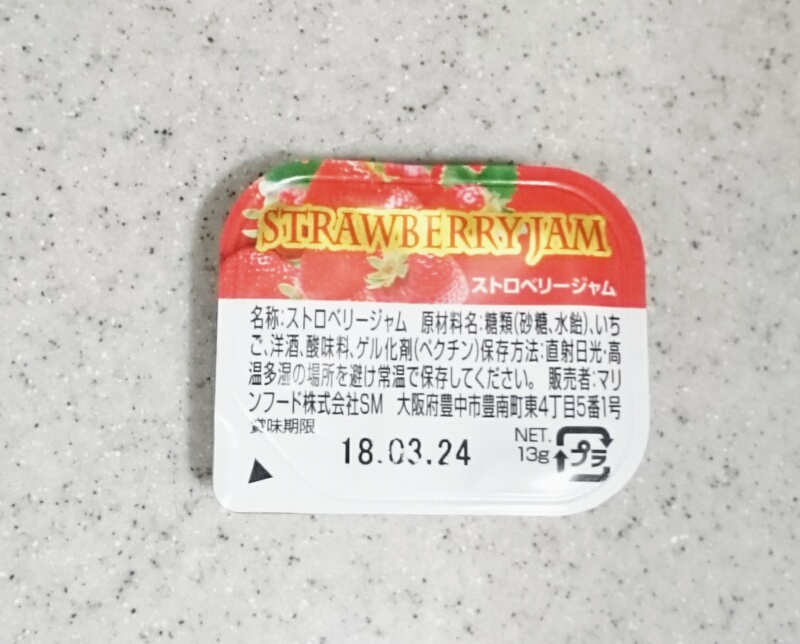 STRAWBERRY JAM
ストロベリージャム
名称:ストロベリージャム 原材料名:糖類(砂糖、水飴)、いち
ご、洋酒、酸味料、ゲル化剤(ペクチン)保存方法:直射日光・高
温多湿の場所を避け常温で保存してください。 販売者:マリ
ンフード株式会社SM 大阪府豊中市豊南町東4丁目5番1号
賞味期限
18.03.24
NET.
13g
プラ